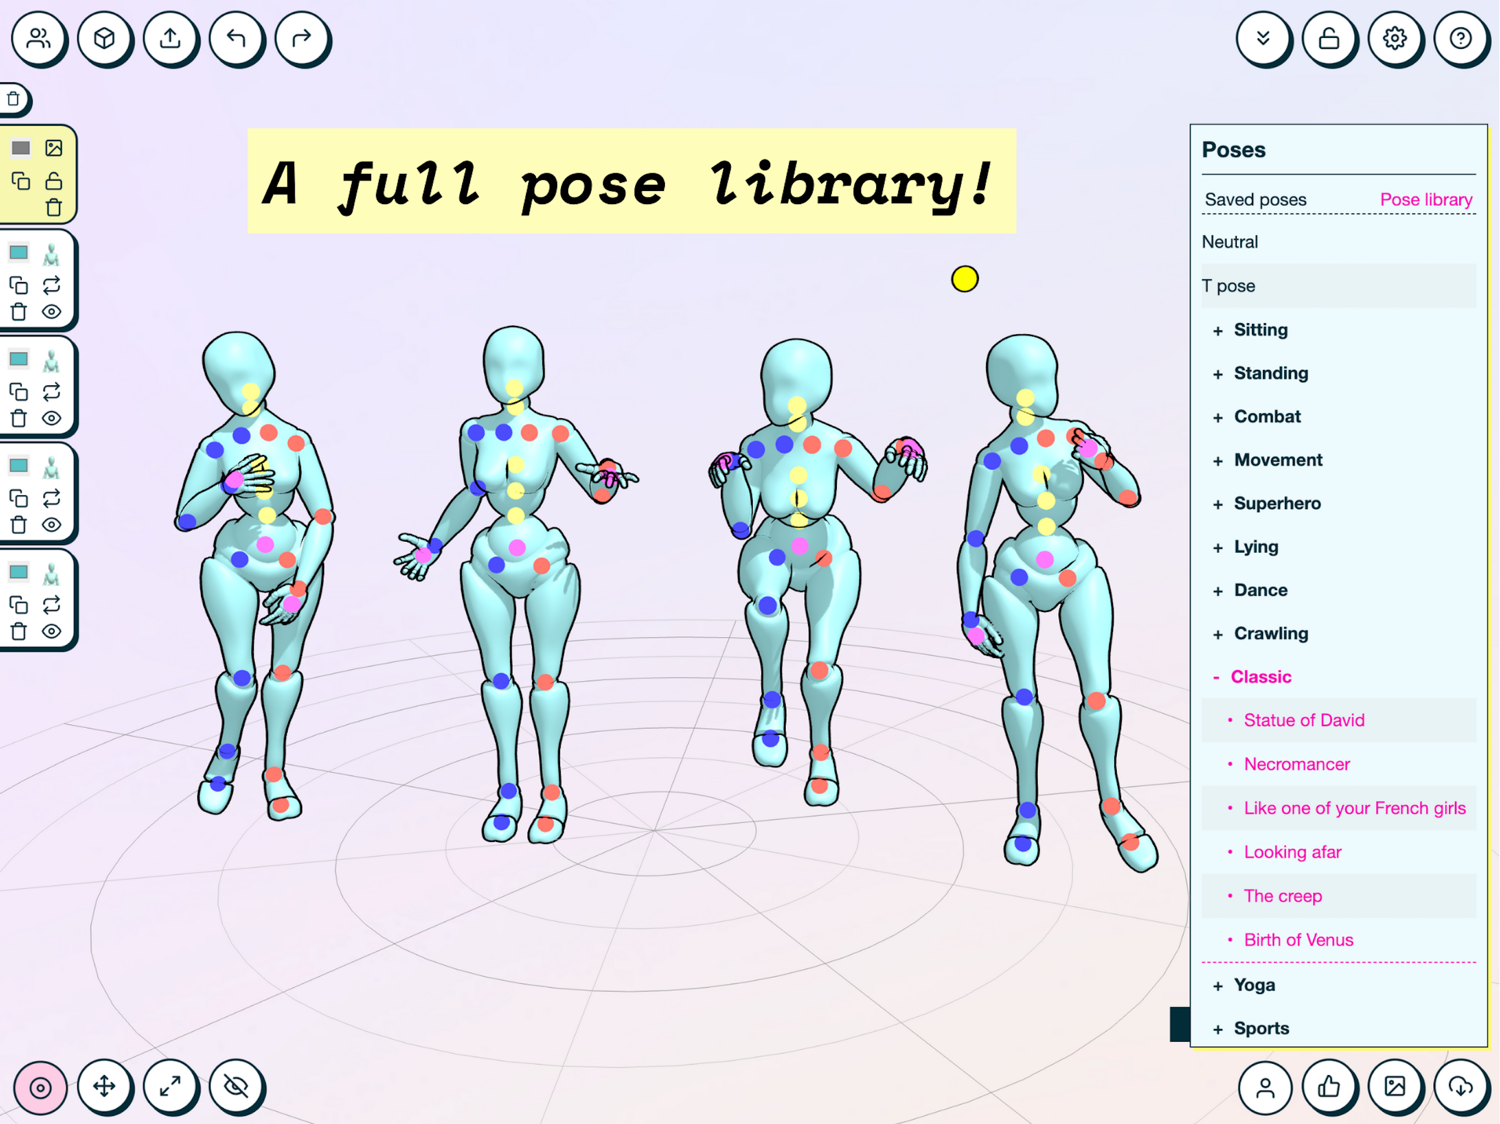 A full pose library!
Poses
Saved poses Pose library
Neutral
T pose
+ Sitting
+ Standing
+ Combat
+ Movement
+ Superhero
+ Lying
+ Dance
+ Crawling
- Classic
• Statue of David
• Necromancer
• Like one of your French girls
• Looking afar
• The creep
• Birth of Venus
+ Yoga
+ Sports